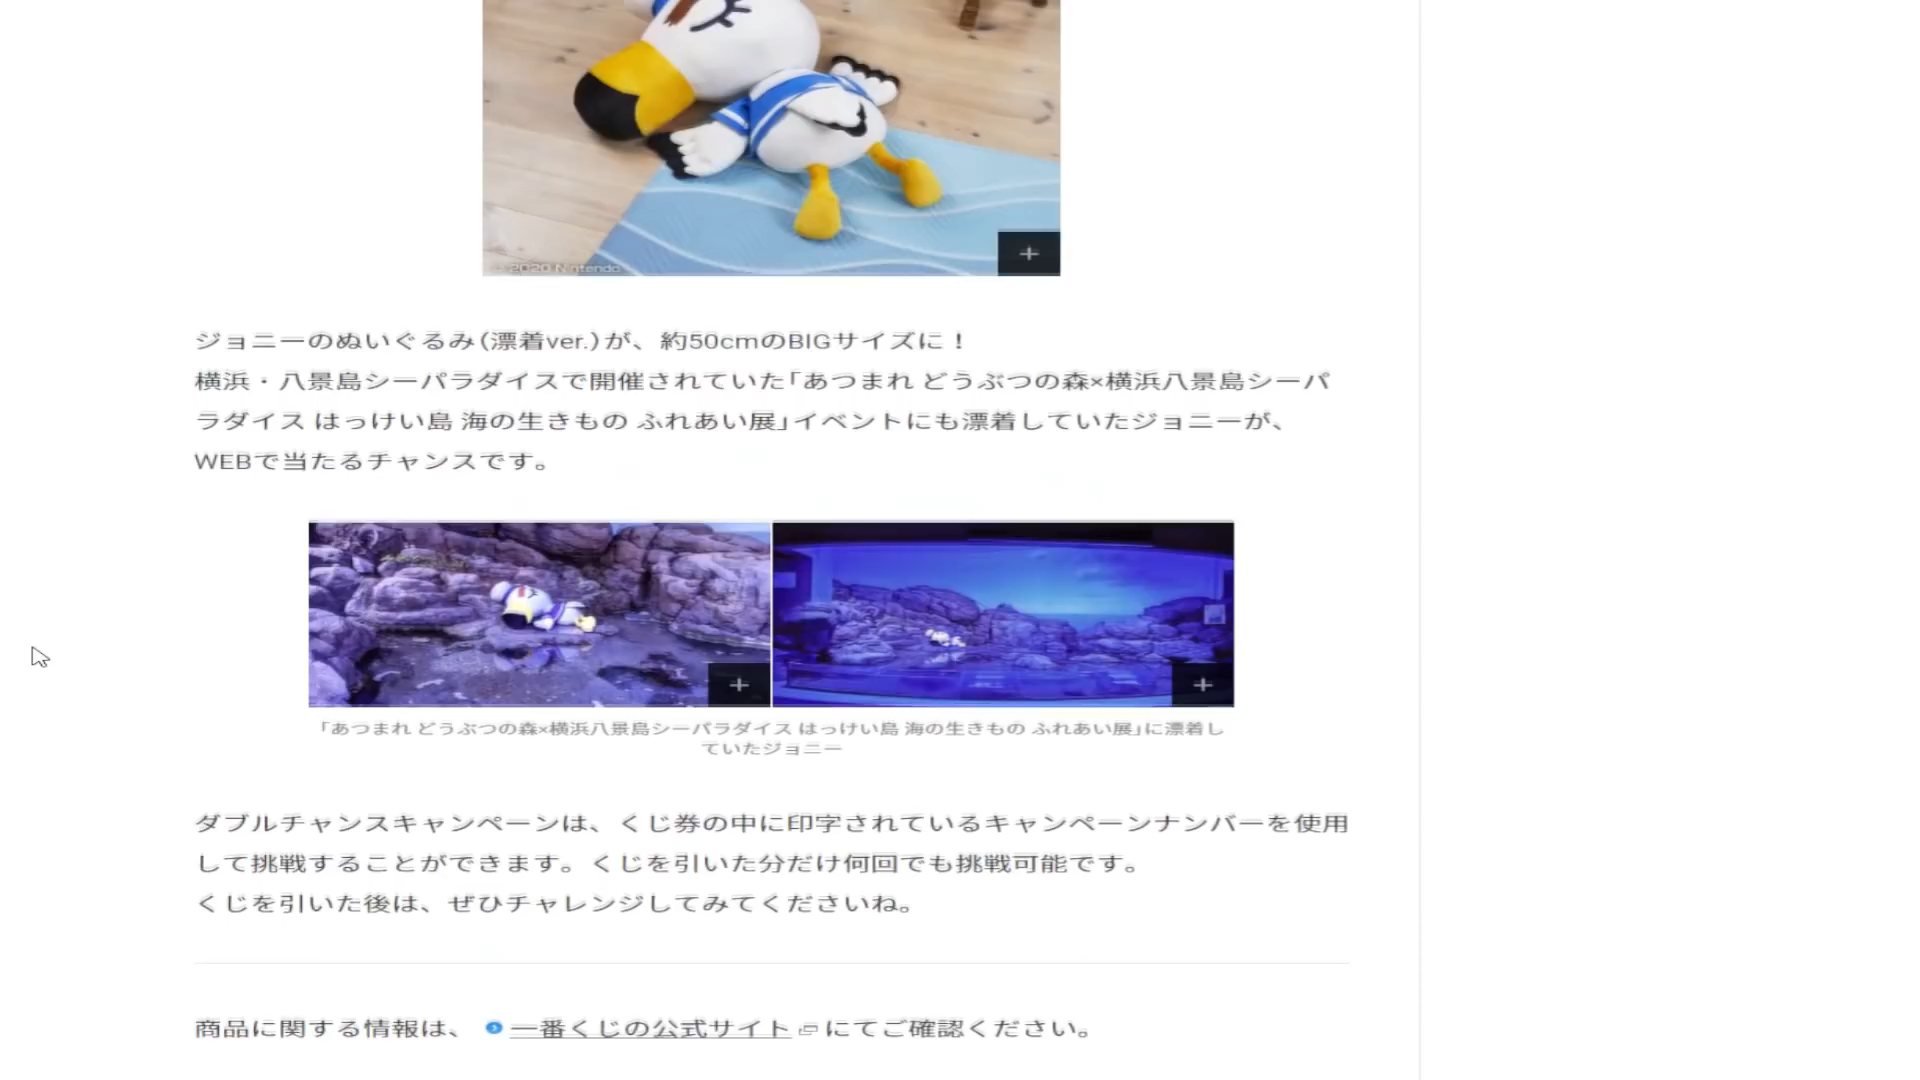 © 2020 Nintendo
ジョニーのぬいぐるみ（漂着ver.）が、約50cmのBIGサイズに！
横浜・八景島シーパラダイスで開催されていた「あつまれ どうぶつの森×横浜八景島シーパ
ラダイス はっけい島 海の生きもの ふれあい展」イベントにも漂着していたジョニーが、
WEBで当たるチャンスです。
「あつまれ どうぶつの森×横浜八景島シーパラダイス はっけい島 海の生きもの ふれあい展」に漂着し
ていたジョニー
ダブルチャンスキャンペーンは、くじ券の中に印字されているキャンペーンナンバーを使用
して挑戦することができます。くじを引いた分だけ何回でも挑戦可能です。
くじを引いた後は、ぜひチャレンジしてみてくださいね。
商品に関する情報は、 一番くじの公式サイト にてご確認ください。